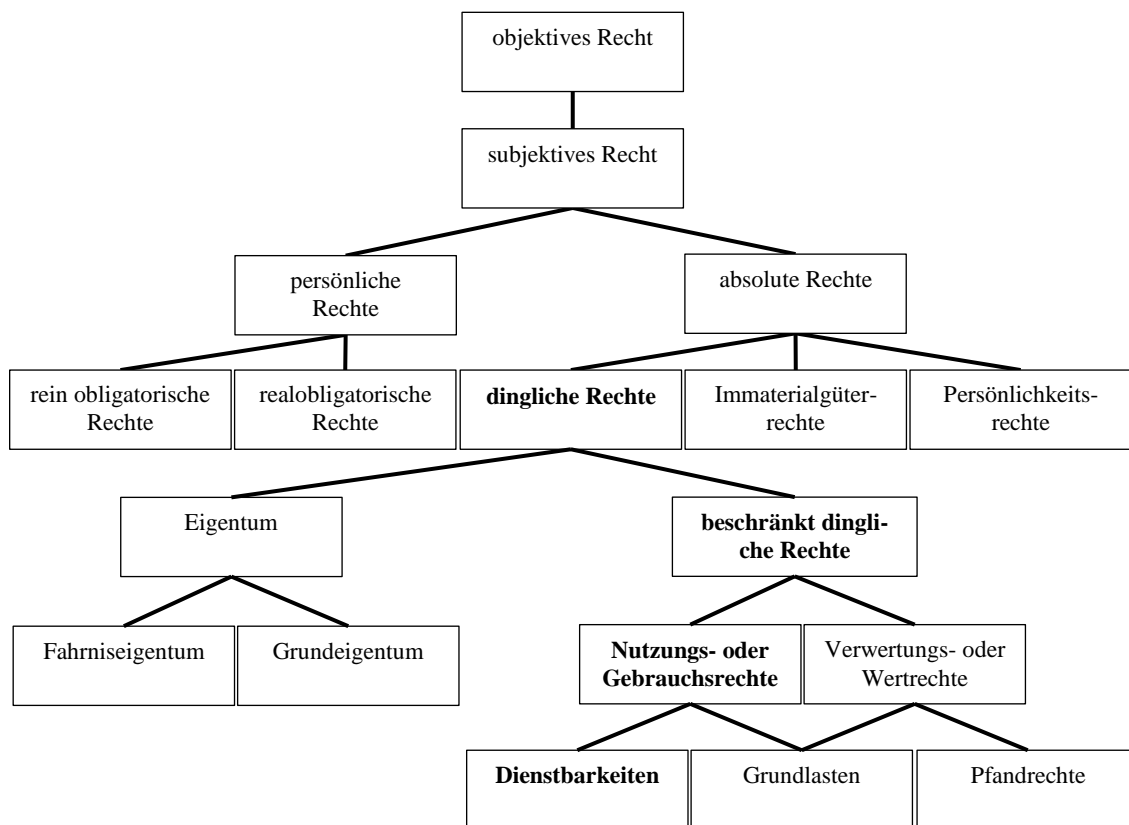 objektives Recht
subjektives Recht
persönliche
Rechte
absolute Rechte
rein obligatorische
Rechte
realobligatorische
Rechte
dingliche Rechte
Immaterialgüter-
rechte
Persönlichkeits-
rechte
Eigentum
beschränkt dingli-
che Rechte
Fahrniseigentum
Grundeigentum
Nutzungs- oder
Gebrauchsrechte
Verwertungs- oder
Wertrechte
Dienstbarkeiten
Grundlasten
Pfandrechte